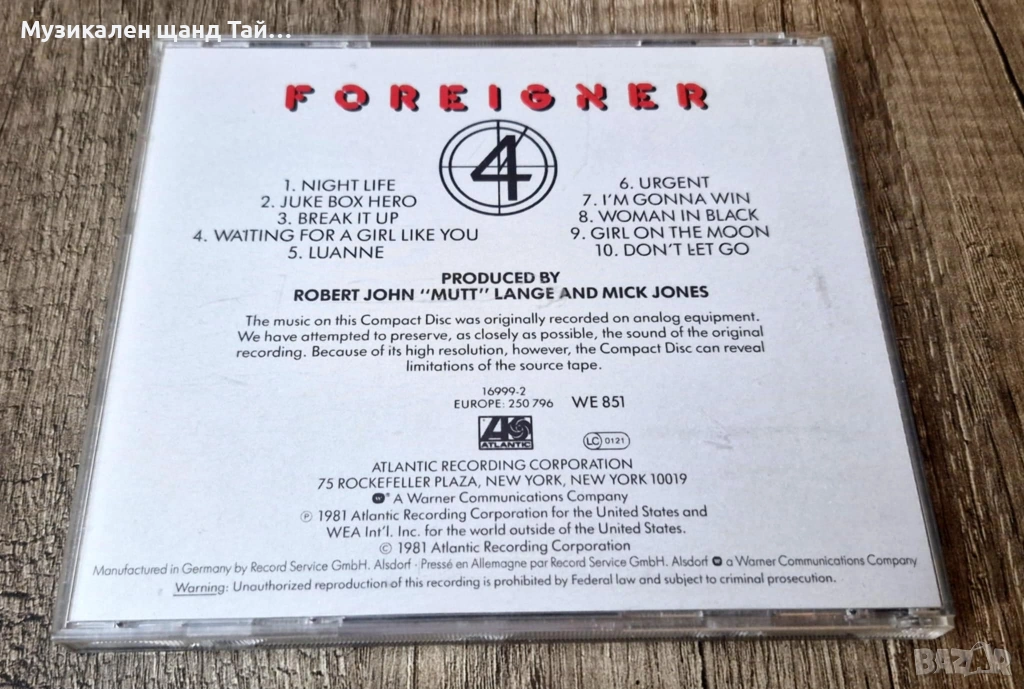 Музикален щанд Тай...
FOREIGNER
4
1. NIGHT LIFE
2. JUKE BOX HERO
3. BREAK IT UP
4. WAITING FOR A GIRL LIKE YOU
5. LUANNE
6. URGENT
7. I'M GONNA WIN
8. WOMAN IN BLACK
9. GIRL ON THE MOON
10. DON'T LET GO
PRODUCED BY
ROBERT JOHN "MUTT" LANGE AND MICK JONES
The music on this Compact Disc was originally recorded on analog equipment.
We have attempted to preserve, as closely as possible, the sound of the original
recording. Because of its high resolution, however, the Compact Disc can reveal
limitations of the source tape.
16999-2
EUROPE: 250 796 WE 851
ATLANTIC
LC 0121
ATLANTIC RECORDING CORPORATION
75 ROCKEFELLER PLAZA, NEW YORK, NEW YORK 10019
® A Warner Communications Company
℗ 1981 Atlantic Recording Corporation for the United States and
WEA Int'l. Inc. for the world outside of the United States.
© 1981 Atlantic Recording Corporation
Manufactured in Germany by Record Service GmbH. Alsdorf · Pressé en Allemagne par Record Service GmbH. Alsdorf a Warner Communications Company
Warning: Unauthorized reproduction of this recording is prohibited by Federal law and subject to criminal prosecution.
BAZAR